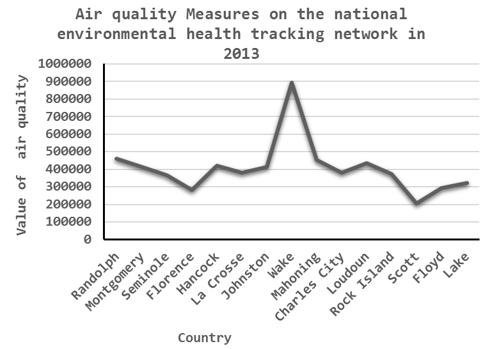 Air quality Measures on the national
environmental health tracking network in
2013
Value of  air quality
1000000
900000
800000
700000
600000
500000
400000
300000
200000
100000
0
Randolph
Montgomery
Seminole
Florence
Hancock
La Crosse
Johnston
Wake
Mahoning
Charles City
Loudoun
Rock Island
Scott
Floyd
Lake
Country